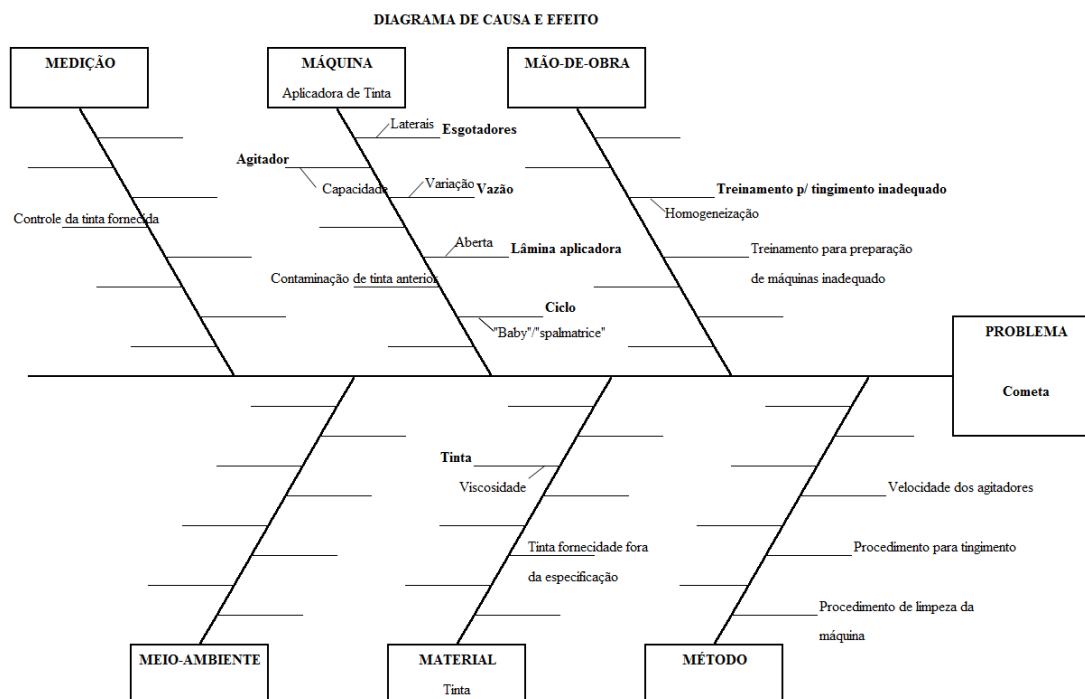 DIAGRAMA DE CAUSA E EFEITO
MEDIÇÃO
MÁQUINA
Aplicadora de Tinta
MÃO-DE-OBRA
Laterais
Esgotadores
Agitador
Capacidade
Variação
Vazão
Treinamento p/ tingimento inadequado
Homogeneização
Controle da tinta fornecida
Aberta
Lâmina aplicadora
Treinamento para preparação
de máquinas inadequado
Contaminação de tinta anterior
Ciclo
"Baby"/"spalmatrice"
PROBLEMA
Cometa
Tinta
Viscosidade
Velocidade dos agitadores
Tinta fornecidade fora
da especificação
Procedimento para tingimento
Procedimento de limpeza da
máquina
MEIO-AMBIENTE
MATERIAL
Tinta
MÉTODO